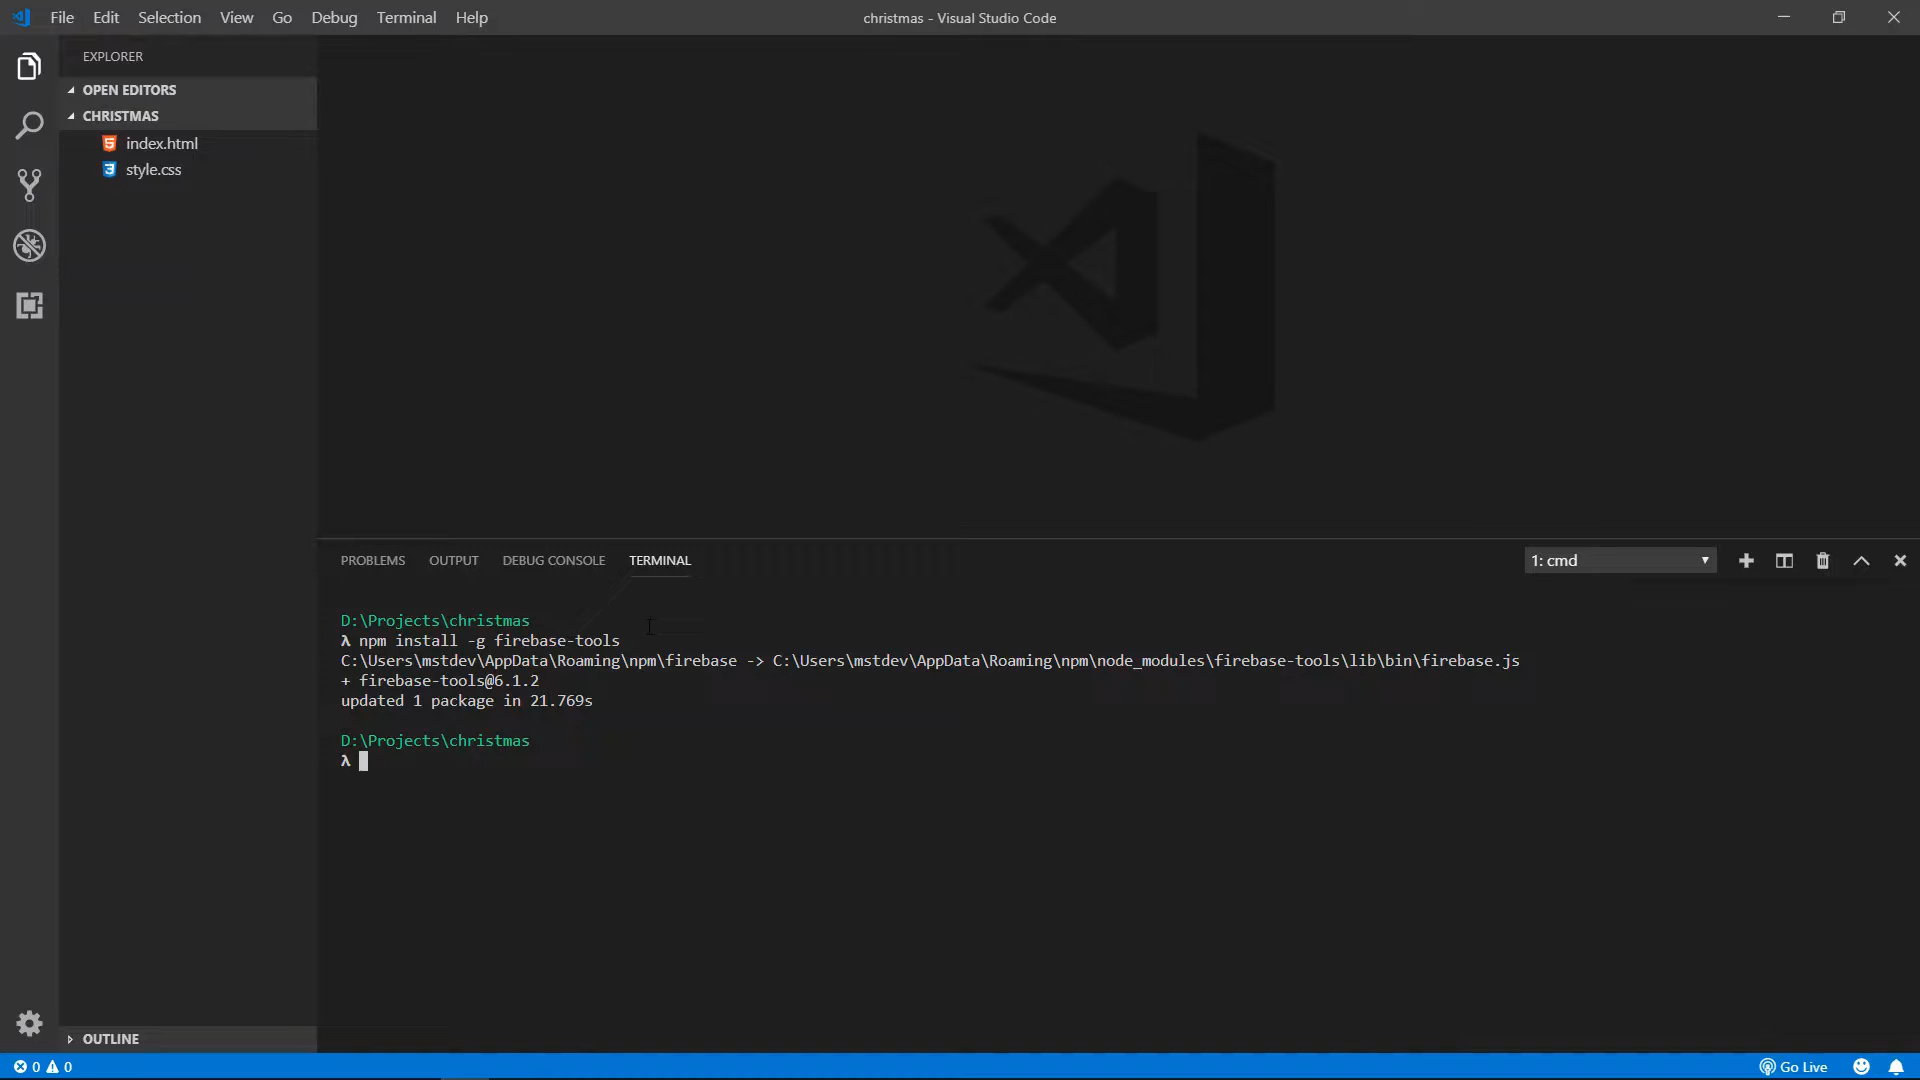 File Edit Selection View Go Debug Terminal Help
christmas - Visual Studio Code
EXPLORER
OPEN EDITORS
CHRISTMAS
index.html
style.css
OUTLINE
PROBLEMS OUTPUT DEBUG CONSOLE TERMINAL
1: cmd
D:\Projects\christmas
λ npm install -g firebase-tools
C:\Users\mstdev\AppData\Roaming\npm\firebase -> C:\Users\mstdev\AppData\Roaming\npm\node_modules\firebase-tools\lib\bin\firebase.js
+ firebase-tools@6.1.2
updated 1 package in 21.769s
D:\Projects\christmas
λ
0 0
Go Live